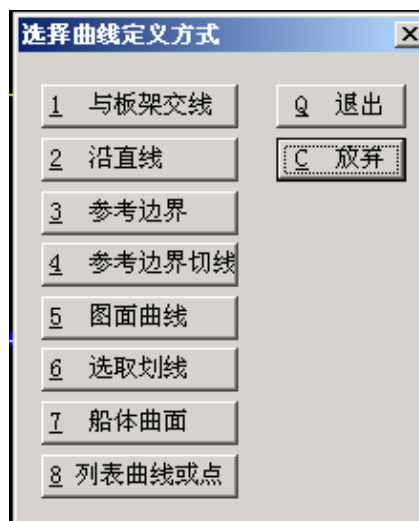 选择曲线定义方式
1 与板架交线
Q 退出
2 沿直线
C 放弃
3 参考边界
4 参考边界切线
5 图面曲线
6 选取划线
7 船体曲面
8 列表曲线或点